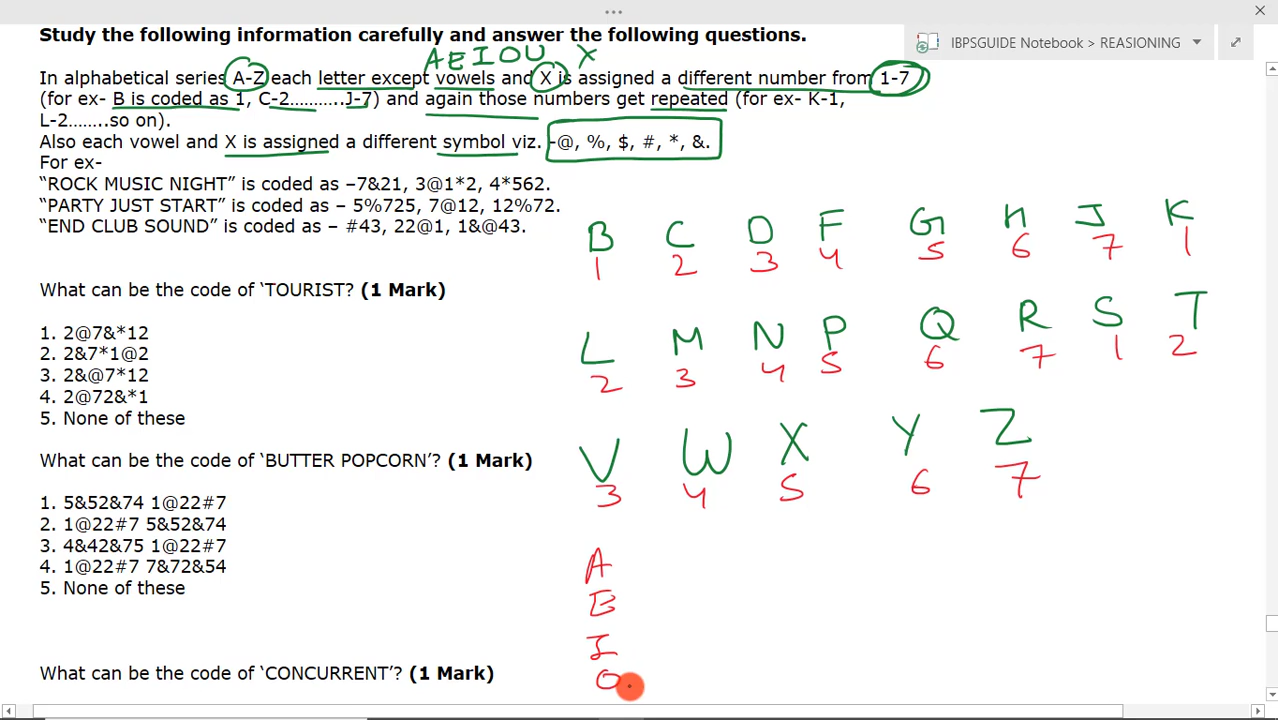 Study the following information carefully and answer the following questions.
IBPSGUIDE Notebook > REASONING
A E I O U X
In alphabetical series A-Z each letter except vowels and X is assigned a different number from 1-7
(for ex- B is coded as 1, C-2..........J-7) and again those numbers get repeated (for ex- K-1,
L-2.......so on).
Also each vowel and X is assigned a different symbol viz. -@, %, $, #, *, &.
For ex-
“ROCK MUSIC NIGHT” is coded as –7&21, 3@1*2, 4*562.
“PARTY JUST START” is coded as – 5%725, 7@12, 12%72.
“END CLUB SOUND” is coded as – #43, 22@1, 1&@43.
B C D F G H J K
1 2 3 4 5 6 7 1
What can be the code of ‘TOURIST? (1 Mark)
1. 2@7&*12
2. 2&7*1@2
3. 2&@7*12
4. 2@72&*1
5. None of these
L M N P Q R S T
2 3 4 5 6 7 1 2
V W X Y Z
3 4 5 6 7
What can be the code of ‘BUTTER POPCORN’? (1 Mark)
1. 5&52&74 1@22#7
2. 1@22#7 5&52&74
3. 4&42&75 1@22#7
4. 1@22#7 7&72&54
5. None of these
A
E
I
O
What can be the code of ‘CONCURRENT’? (1 Mark)